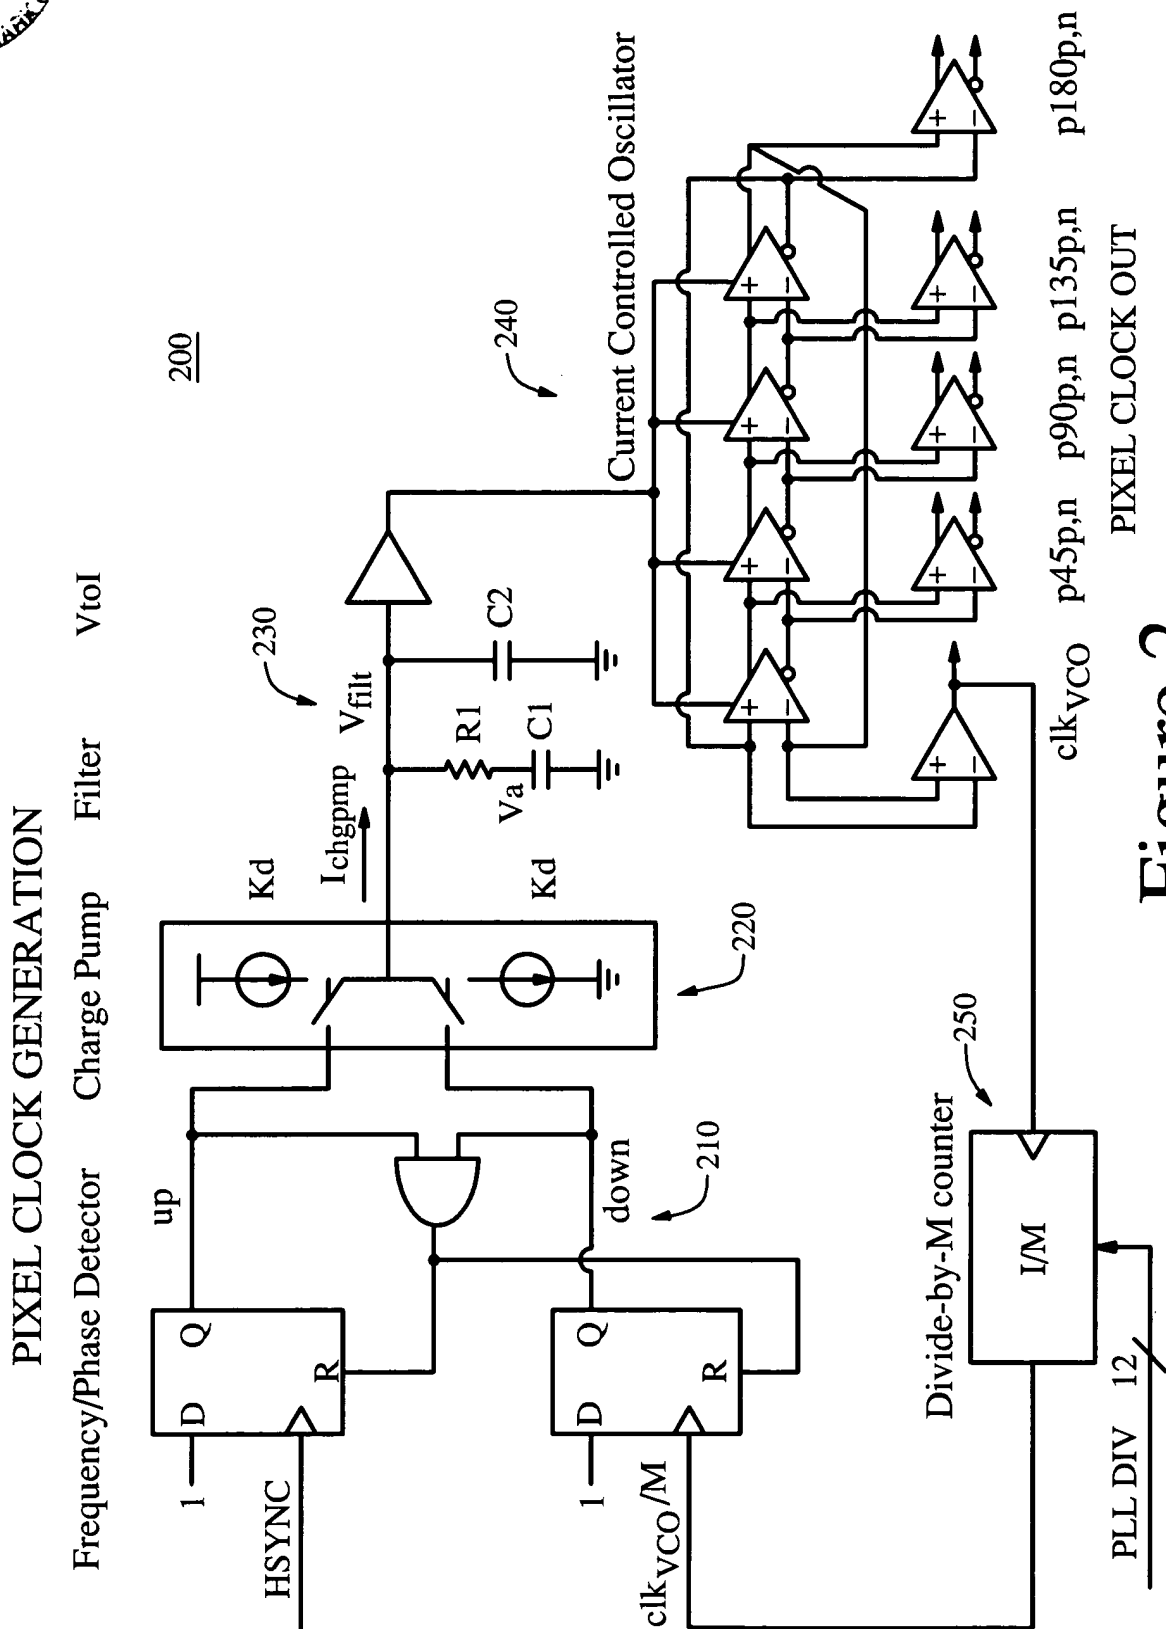 PIXEL CLOCK GENERATION
Frequency/Phase Detector
Charge Pump
Filter
VtoI
200
1
D
Q
R
HSYNC
up
1
D
Q
R
clkVCO/M
down
210
Kd
Kd
220
Ichgpmp
Vfilt
230
R1
Va
C1
C2
240
Current Controlled Oscillator
+
−
+
−
+
−
+
−
+
−
+
−
+
−
+
−
+
−
clkVCO
p45p,n
p90p,n
p135p,n
p180p,n
PIXEL CLOCK OUT
Divide-by-M counter
250
I/M
PLL DIV
12